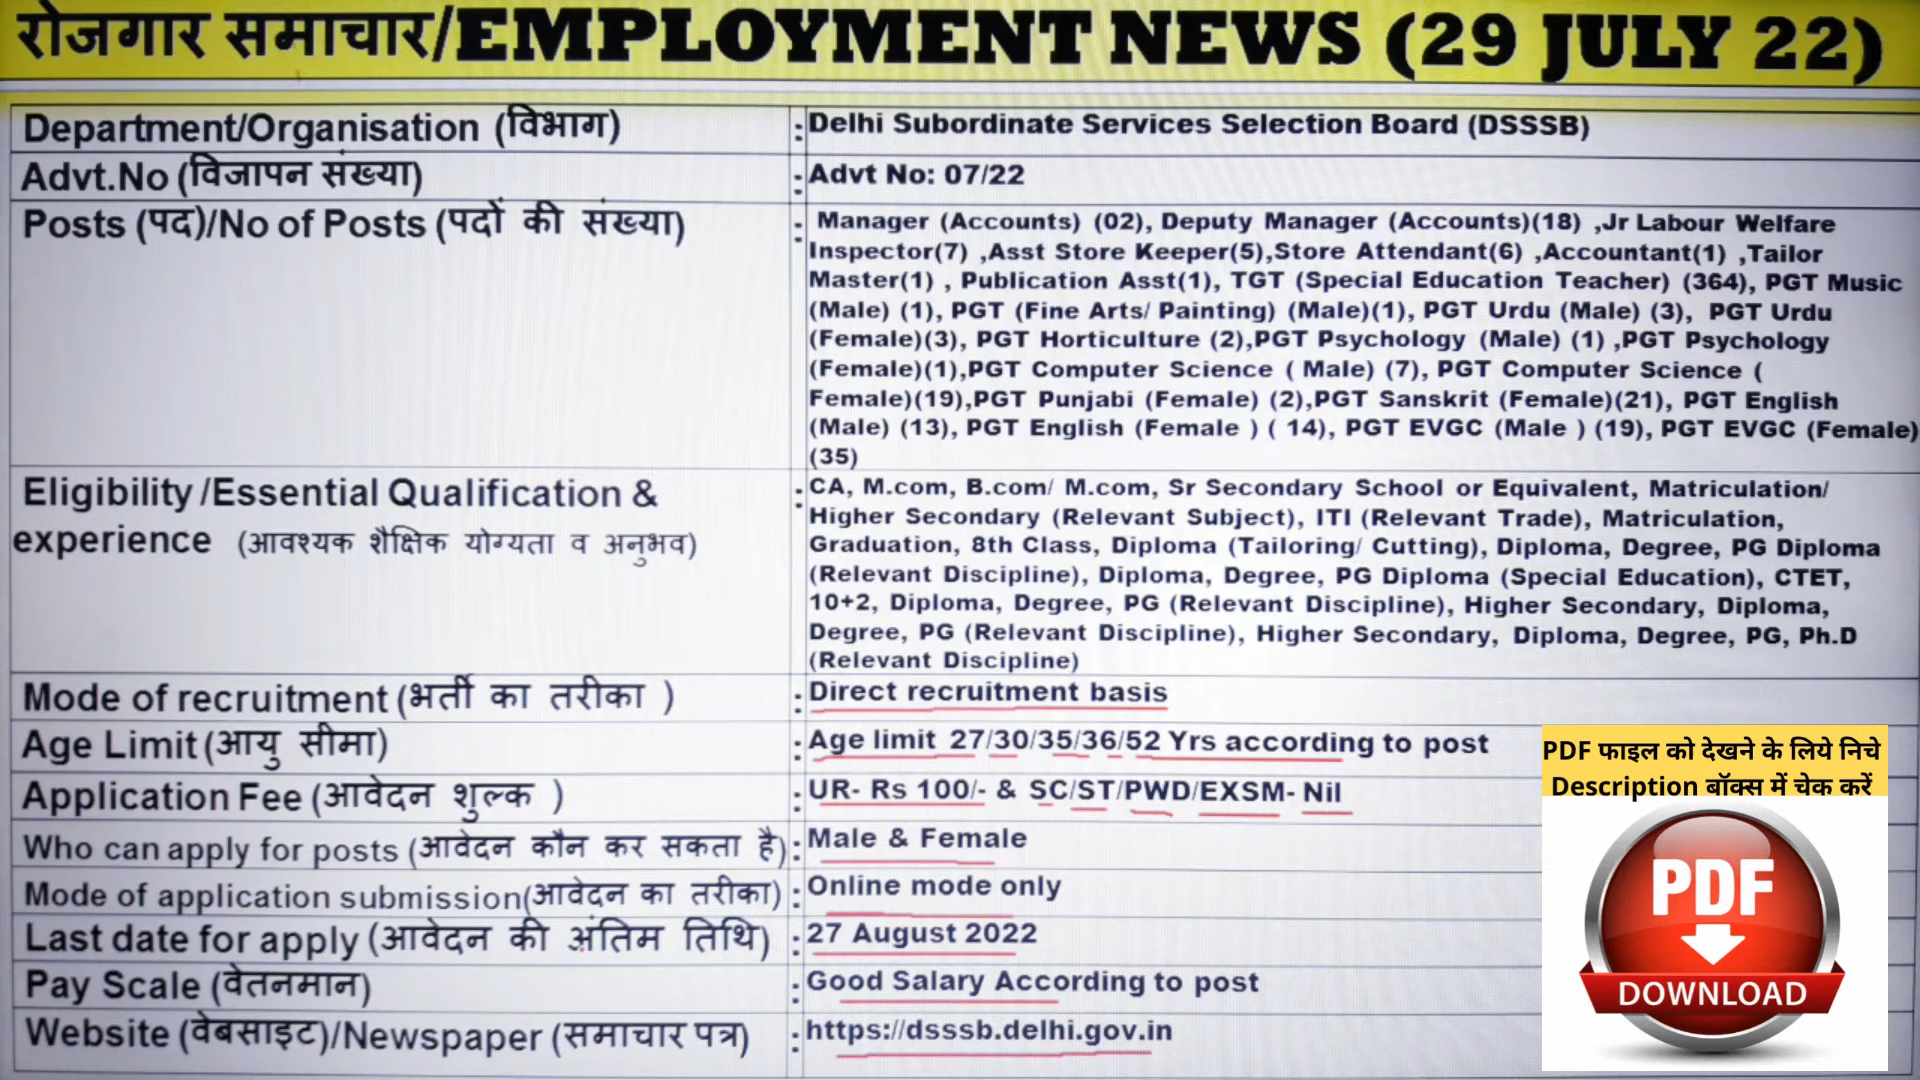 रोजगार समाचार/EMPLOYMENT NEWS (29 JULY 22)
Department/Organisation (विभाग)
: Delhi Subordinate Services Selection Board (DSSSB)
Advt.No (विज्ञापन संख्या)
: Advt No: 07/22
Posts (पद)/No of Posts (पदों की संख्या)
: Manager (Accounts) (02), Deputy Manager (Accounts)(18) ,Jr Labour Welfare
Inspector(7) ,Asst Store Keeper(5),Store Attendant(6) ,Accountant(1) ,Tailor
Master(1) , Publication Asst(1), TGT (Special Education Teacher) (364), PGT Music
(Male) (1), PGT (Fine Arts/ Painting) (Male)(1), PGT Urdu (Male) (3), PGT Urdu
(Female)(3), PGT Horticulture (2),PGT Psychology (Male) (1) ,PGT Psychology
(Female)(1),PGT Computer Science ( Male) (7), PGT Computer Science (
Female)(19),PGT Punjabi (Female) (2),PGT Sanskrit (Female)(21), PGT English
(Male) (13), PGT English (Female ) ( 14), PGT EVGC (Male ) (19), PGT EVGC (Female)
(35)
Eligibility /Essential Qualification &
experience (आवश्यक शैक्षिक योग्यता व अनुभव)
: CA, M.com, B.com/ M.com, Sr Secondary School or Equivalent, Matriculation/
Higher Secondary (Relevant Subject), ITI (Relevant Trade), Matriculation,
Graduation, 8th Class, Diploma (Tailoring/ Cutting), Diploma, Degree, PG Diploma
(Relevant Discipline), Diploma, Degree, PG Diploma (Special Education), CTET,
10+2, Diploma, Degree, PG (Relevant Discipline), Higher Secondary, Diploma,
Degree, PG (Relevant Discipline), Higher Secondary, Diploma, Degree, PG, Ph.D
(Relevant Discipline)
Mode of recruitment (भर्ती का तरीका )
: Direct recruitment basis
Age Limit (आयु सीमा)
: Age limit 27/30/35/36/52 Yrs according to post
Application Fee (आवेदन शुल्क )
: UR- Rs 100/- & SC/ST/PWD/EXSM- Nil
Who can apply for posts (आवेदन कौन कर सकता है)
: Male & Female
Mode of application submission(आवेदन का तरीका)
: Online mode only
Last date for apply (आवेदन की अंतिम तिथि)
: 27 August 2022
Pay Scale (वेतनमान)
: Good Salary According to post
Website (वेबसाइट)/Newspaper (समाचार पत्र)
: https://dsssb.delhi.gov.in
PDF फाइल को देखने के लिये निचे
Description बॉक्स में चेक करें
PDF
DOWNLOAD